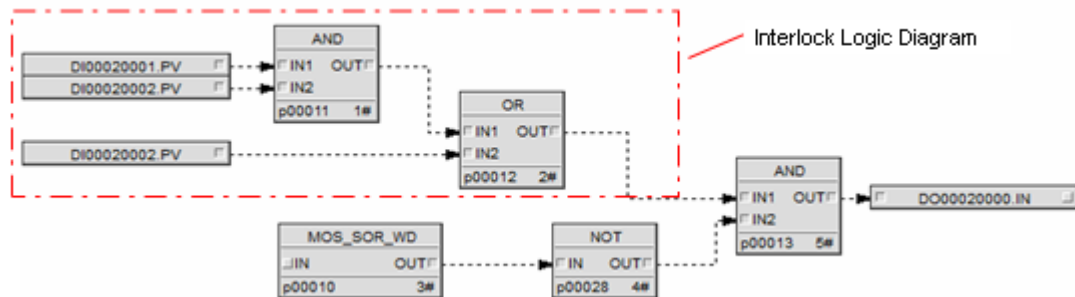 AND
Interlock Logic Diagram
DI00020001.PV
IN1 OUT
DI00020002.PV
IN2
p00011 1#
OR
IN1 OUT
DI00020002.PV
IN2
p00012 2#
AND
IN1 OUT
DO00020000.IN
IN2
p00013 5#
MOS_SOR_WD
IN OUT
p00010 3#
NOT
IN OUT
p00028 4#